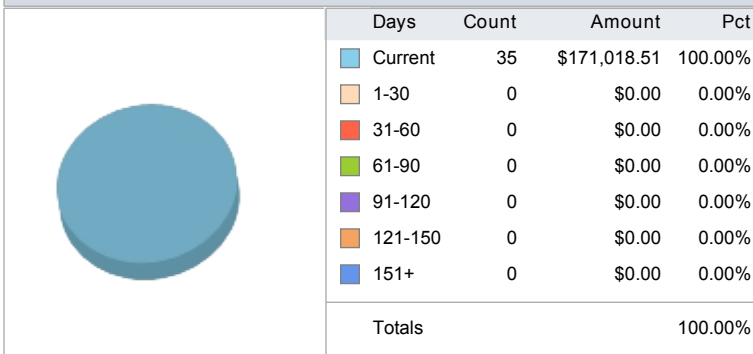 Days Count Amount Pct
Current 35 $171,018.51 100.00%
1-30 0 $0.00 0.00%
31-60 0 $0.00 0.00%
61-90 0 $0.00 0.00%
91-120 0 $0.00 0.00%
121-150 0 $0.00 0.00%
151+ 0 $0.00 0.00%
Totals 100.00%